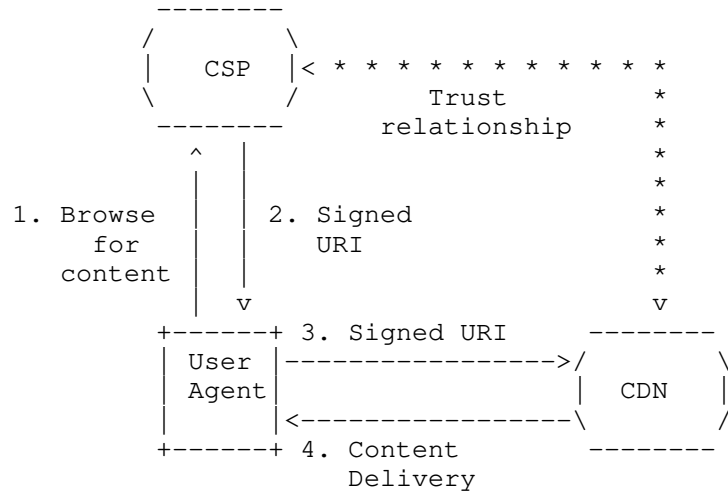 CSP
Trust
relationship
1. Browse
for
content
2. Signed
URI
3. Signed URI
User
Agent
CDN
4. Content
Delivery